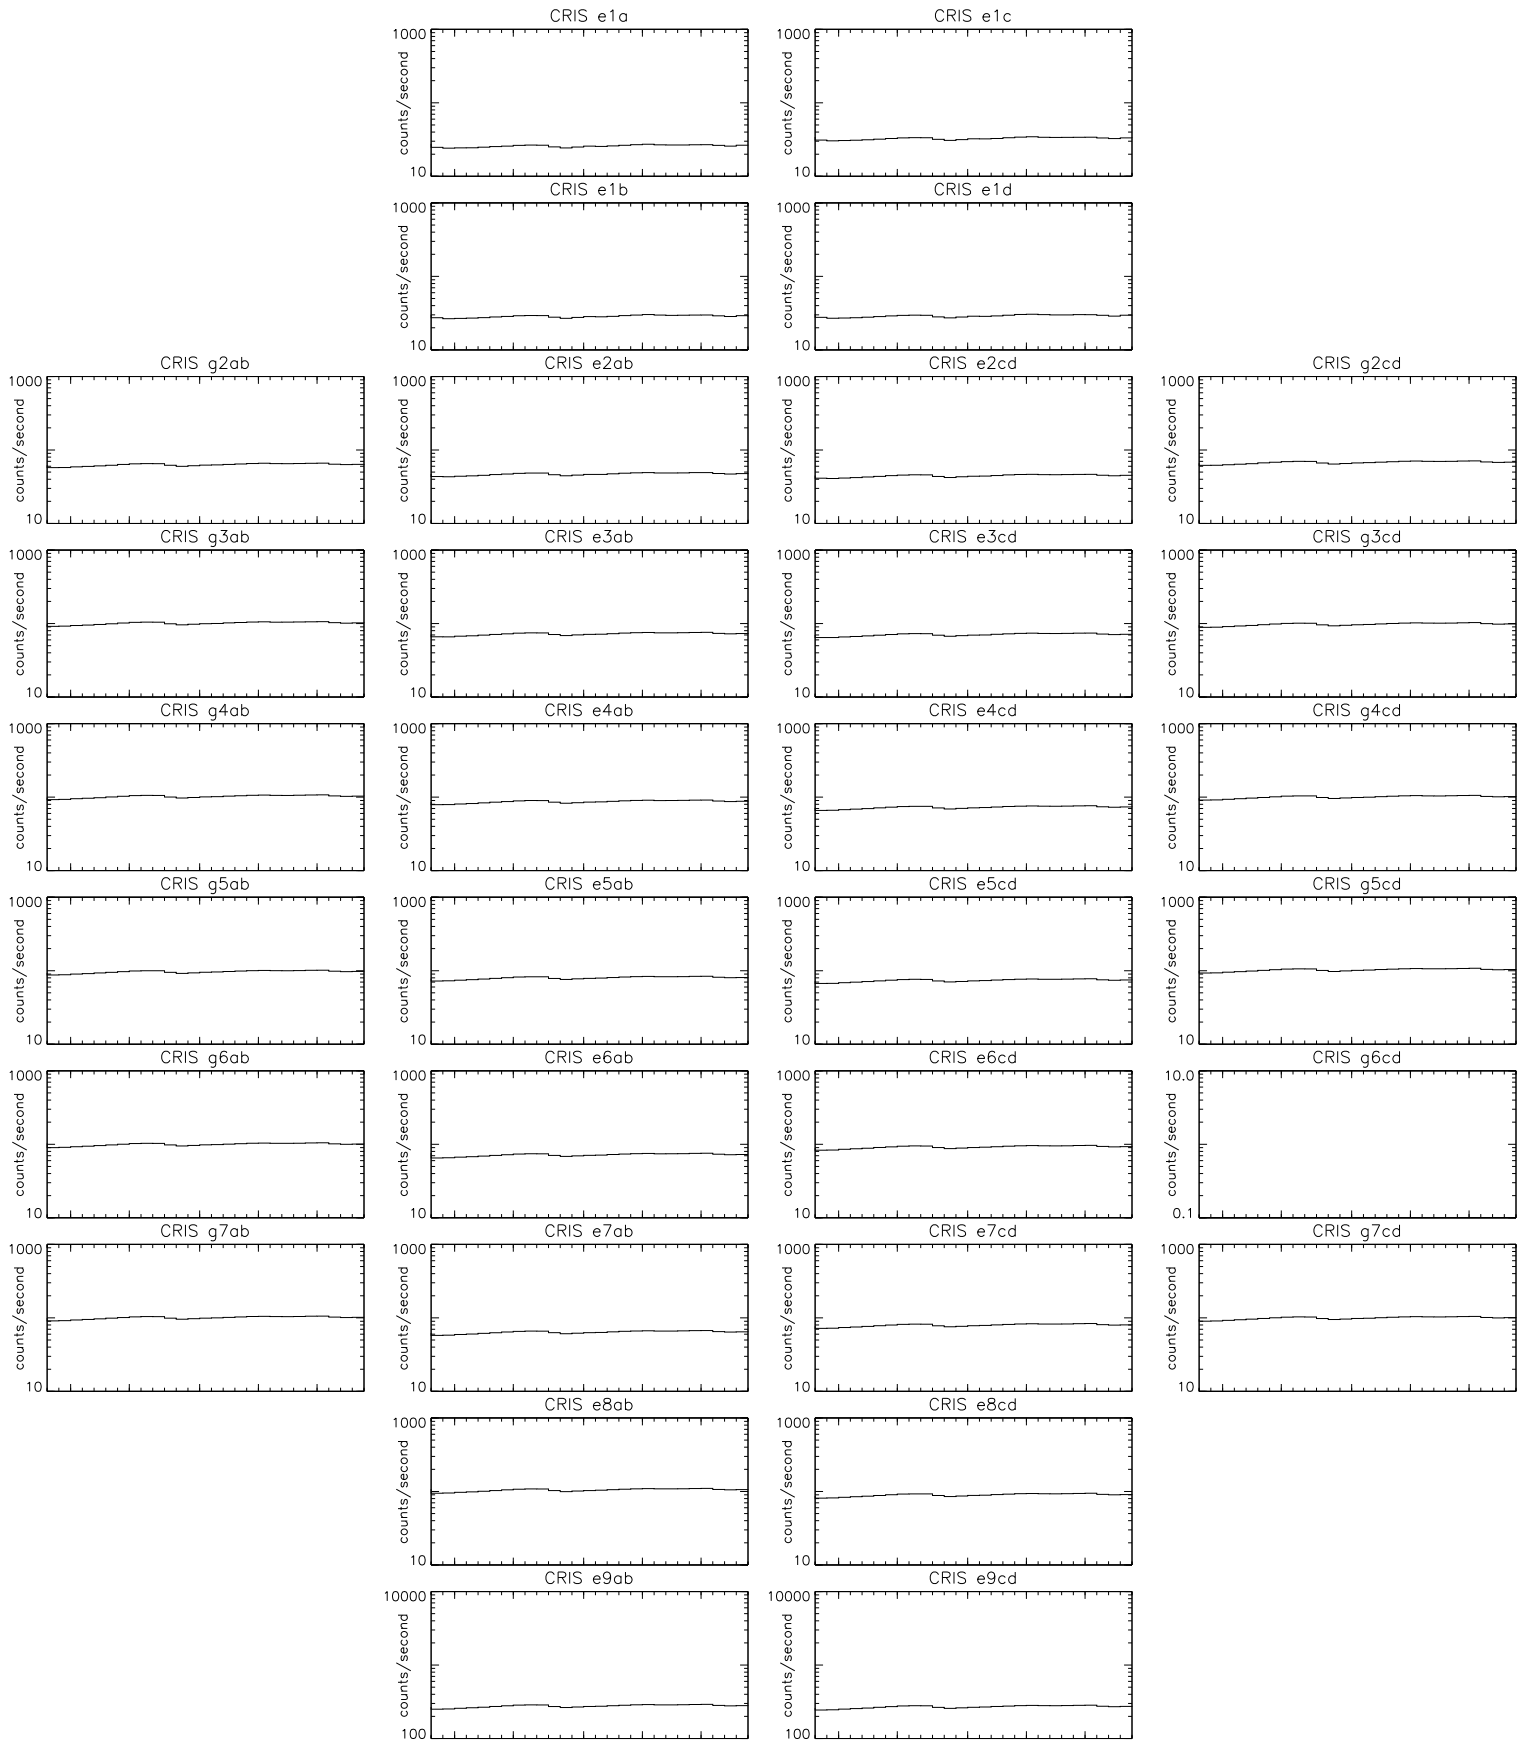 CRIS e1a
1000
counts/second
10
CRIS e1c
1000
counts/second
10
CRIS e1b
1000
counts/second
10
CRIS e1d
1000
counts/second
10
CRIS g2ab
1000
counts/second
10
CRIS e2ab
1000
counts/second
10
CRIS e2cd
1000
counts/second
10
CRIS g2cd
1000
counts/second
10
CRIS g3ab
1000
counts/second
10
CRIS e3ab
1000
counts/second
10
CRIS e3cd
1000
counts/second
10
CRIS g3cd
1000
counts/second
10
CRIS g4ab
1000
counts/second
10
CRIS e4ab
1000
counts/second
10
CRIS e4cd
1000
counts/second
10
CRIS g4cd
1000
counts/second
10
CRIS g5ab
1000
counts/second
10
CRIS e5ab
1000
counts/second
10
CRIS e5cd
1000
counts/second
10
CRIS g5cd
1000
counts/second
10
CRIS g6ab
1000
counts/second
10
CRIS e6ab
1000
counts/second
10
CRIS e6cd
1000
counts/second
10
CRIS g6cd
10.0
counts/second
0.1
CRIS g7ab
1000
counts/second
10
CRIS e7ab
1000
counts/second
10
CRIS e7cd
1000
counts/second
10
CRIS g7cd
1000
counts/second
10
CRIS e8ab
1000
counts/second
10
CRIS e8cd
1000
counts/second
10
CRIS e9ab
10000
counts/second
100
CRIS e9cd
10000
counts/second
100